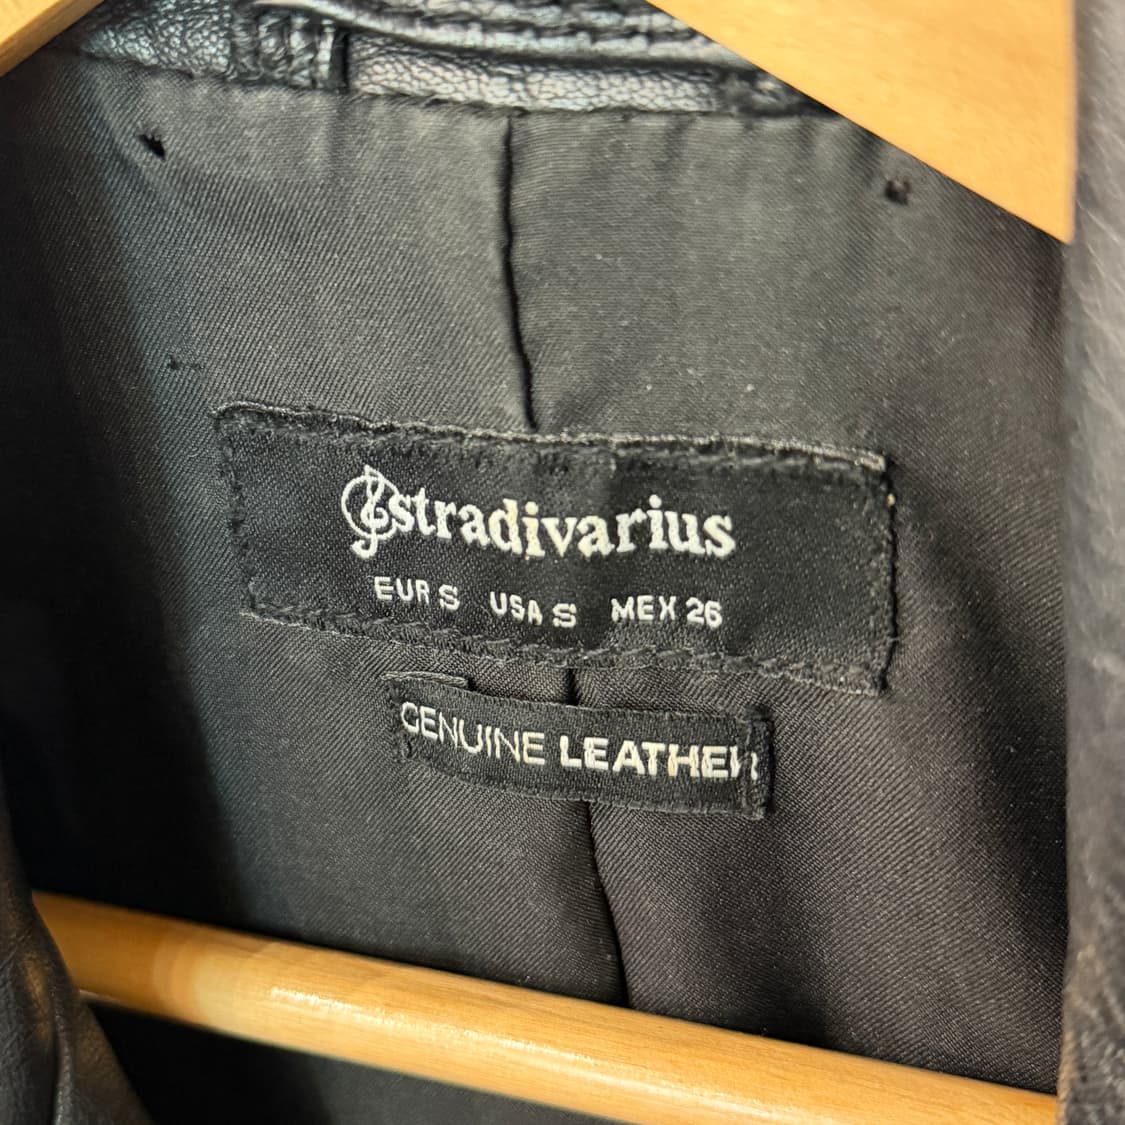 stradivarius
EUR S USA S MEX 26
GENUINE LEATHER